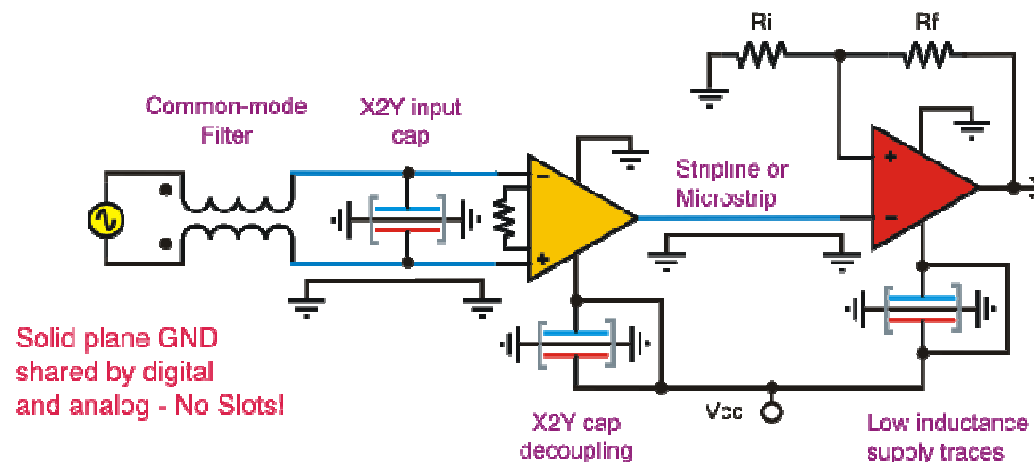 Ri
Rf
Common-mode
Filter
X2Y input
cap
Stripline or
Microstrip
−
+
+
−
Solid plane GND
shared by digital
and analog - No Slots!
X2Y cap
decoupling
Vcc
Low inductance
supply traces